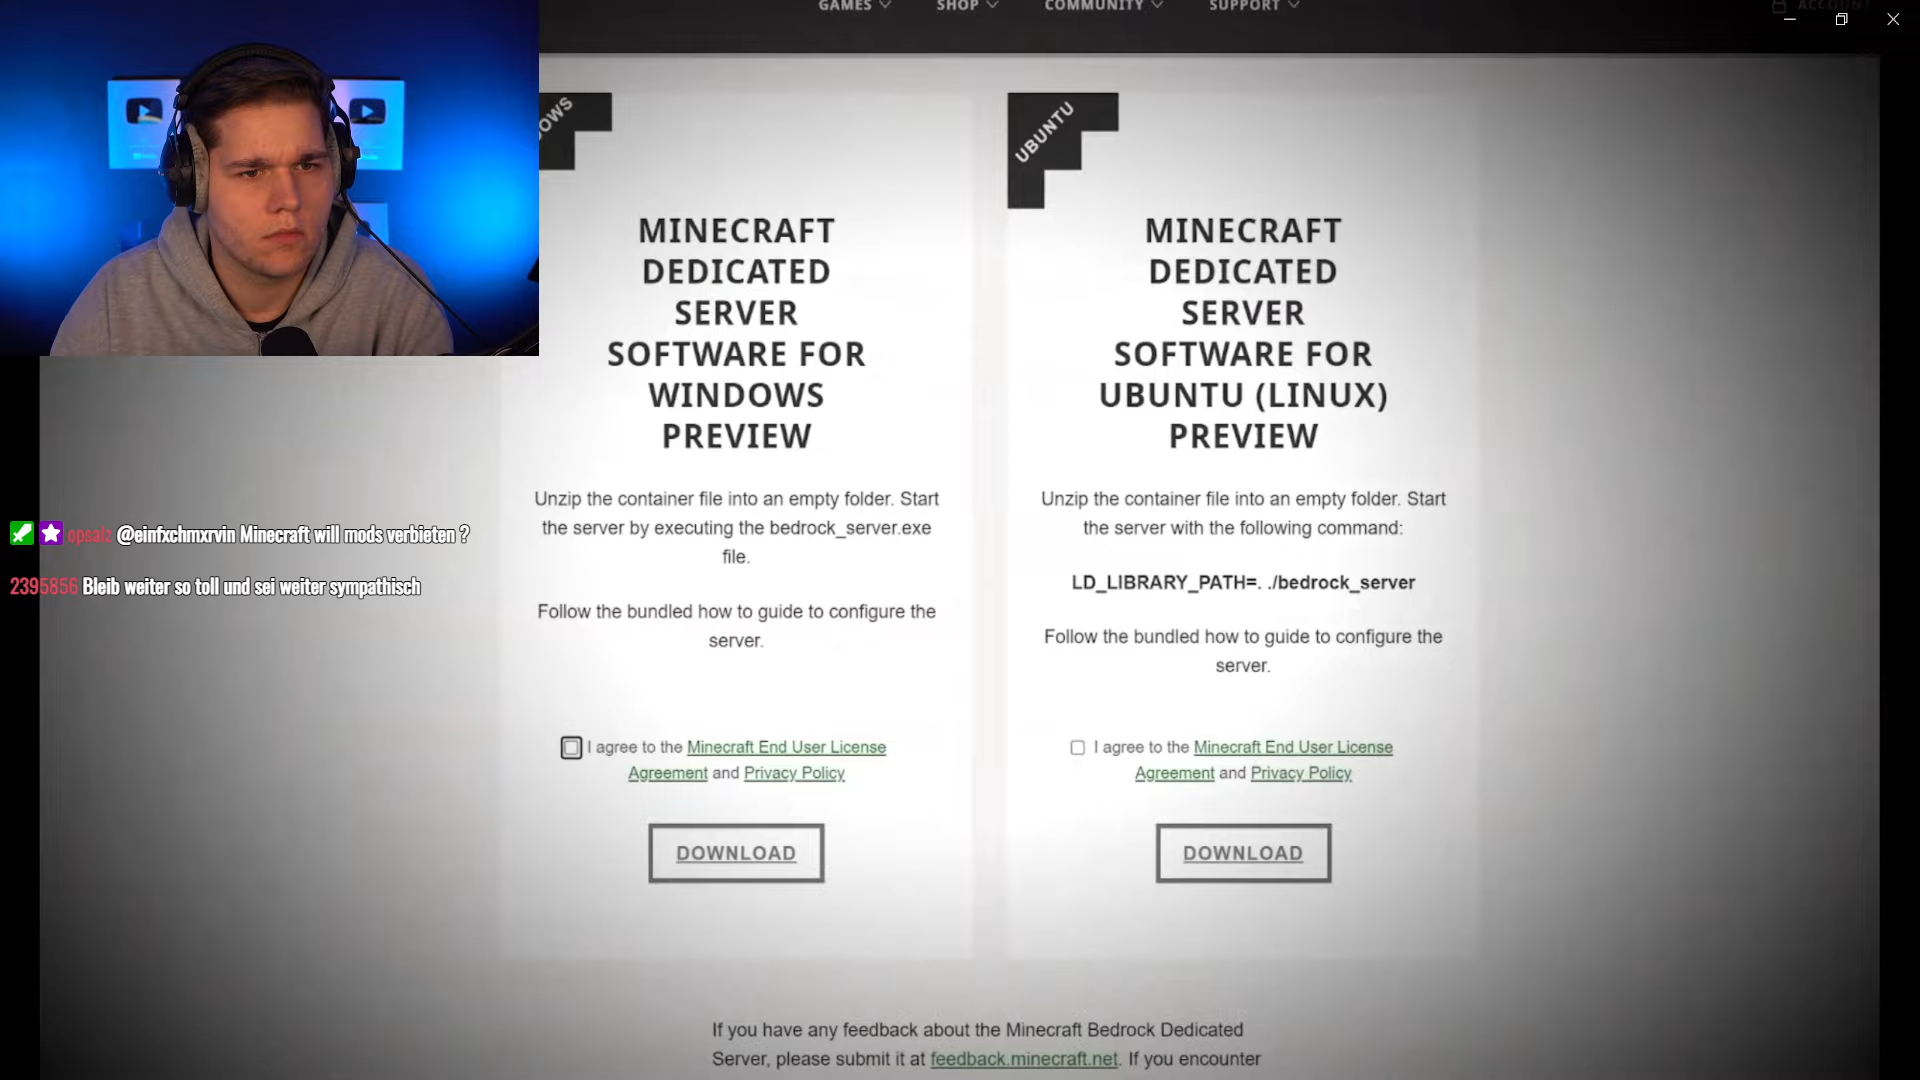 GAMES
SHOP
COMMUNITY
SUPPORT
ACCOUNT
UBUNTU
MINECRAFT
DEDICATED
SERVER
SOFTWARE FOR
WINDOWS
PREVIEW
Unzip the container file into an empty folder. Start
the server by executing the bedrock_server.exe
file.
Follow the bundled how to guide to configure the
server.
I agree to the Minecraft End User License
Agreement and Privacy Policy
DOWNLOAD
MINECRAFT
DEDICATED
SERVER
SOFTWARE FOR
UBUNTU (LINUX)
PREVIEW
Unzip the container file into an empty folder. Start
the server with the following command:
LD_LIBRARY_PATH=. ./bedrock_server
Follow the bundled how to guide to configure the
server.
I agree to the Minecraft End User License
Agreement and Privacy Policy
DOWNLOAD
opsalz @einfxchmxrvin Minecraft will mods verbieten ?
2395856 Bleib weiter so toll und sei weiter sympathisch
If you have any feedback about the Minecraft Bedrock Dedicated
Server, please submit it at feedback.minecraft.net. If you encounter